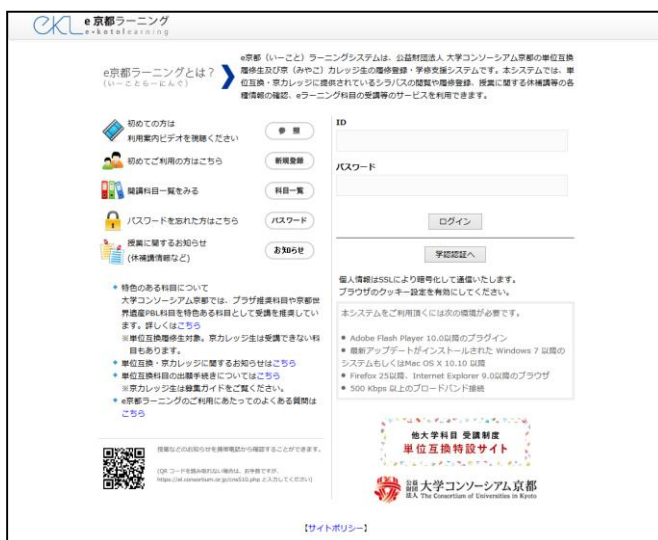 e京都ラーニング
e-kotolearning
e京都ラーニングとは？
(いーことらーにんぐ)
e京都（いーこと）ラーニングシステムは、公益財団法人 大学コンソーシアム京都の単位互換
履修生及び京（みやこ）カレッジ生の履修登録・学修支援システムです。本システムでは、単
位互換・京カレッジに提供されているシラバスの閲覧や履修登録、授業に関する休補講等の各
種情報の確認、eラーニング科目の受講等のサービスを利用できます。
初めての方は
利用案内ビデオを視聴ください
参 照
初めてご利用の方はこちら
新規登録
開講科目一覧をみる
科目一覧
パスワードを忘れた方はこちら
パスワード
授業に関するお知らせ
(休補講情報など)
お知らせ
特色のある科目について
大学コンソーシアム京都では、プラザ推奨科目や京都世
界遺産PBL科目を特色ある科目として受講を推奨してい
ます。詳しくはこちら
※単位互換履修生対象。京カレッジ生は受講できない科
目もあります。
単位互換・京カレッジに関するお知らせはこちら
単位互換科目の出願手続きについてはこちら
※京カレッジ生は募集ガイドをご覧ください。
e京都ラーニングのご利用にあたってのよくある質問は
こちら
授業などのお知らせを携帯電話から確認することができます。
(QR コードを読み取れない場合は、お手数ですが、
と入力してください)
ID
パスワード
ログイン
学認認証へ
個人情報はSSLにより暗号化して通信いたします。
ブラウザのクッキー設定を有効にしてください。
本システムをご利用頂くには次の環境が必要です。
Adobe Flash Player 10.0以降のプラグイン
最新アップデートがインストールされた Windows 7 以降の
システムもしくはMac OS X 10.10 以降
Firefox 25以降、Internet Explorer 9.0以降のブラウザ
500 Kbps 以上のブロードバンド接続
他大学科目 受講制度
単位互換特設サイト
公益財団法人 大学コンソーシアム京都
The Consortium of Universities in Kyoto
【サイトポリシー】